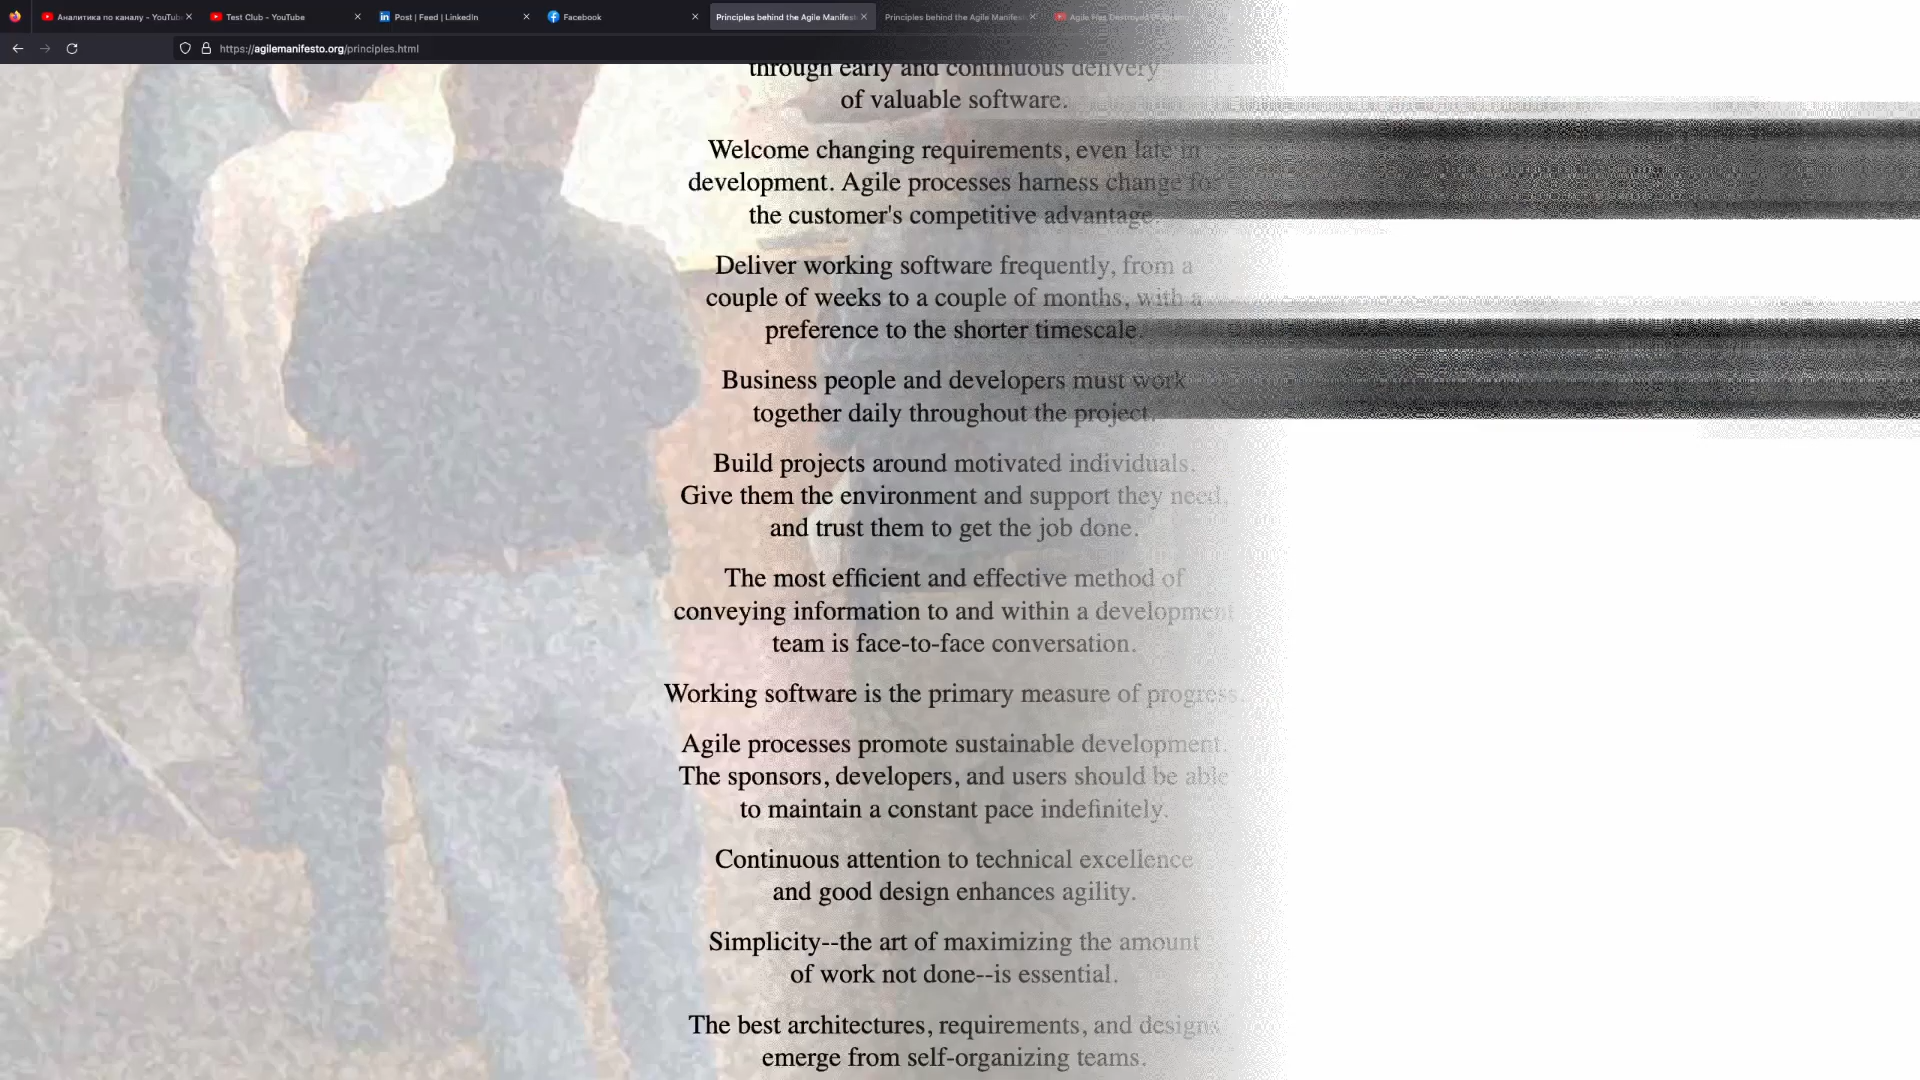 Аналитика по каналу - YouTub
Test Club - YouTube
Post | Feed | LinkedIn
Facebook
Principles behind the Agile Manifest
Principles behind the Agile Manifest
Agile Has Destroyed
https://agilemanifesto.org/principles.html
through early and continuous delivery
of valuable software.
Welcome changing requirements, even late in
development. Agile processes harness change for
the customer's competitive advantage.
Deliver working software frequently, from a
couple of weeks to a couple of months, with a
preference to the shorter timescale.
Business people and developers must work
together daily throughout the project.
Build projects around motivated individuals.
Give them the environment and support they need,
and trust them to get the job done.
The most efficient and effective method of
conveying information to and within a development
team is face-to-face conversation.
Working software is the primary measure of progress.
Agile processes promote sustainable development.
The sponsors, developers, and users should be able
to maintain a constant pace indefinitely.
Continuous attention to technical excellence
and good design enhances agility.
Simplicity--the art of maximizing the amount
of work not done--is essential.
The best architectures, requirements, and designs
emerge from self-organizing teams.